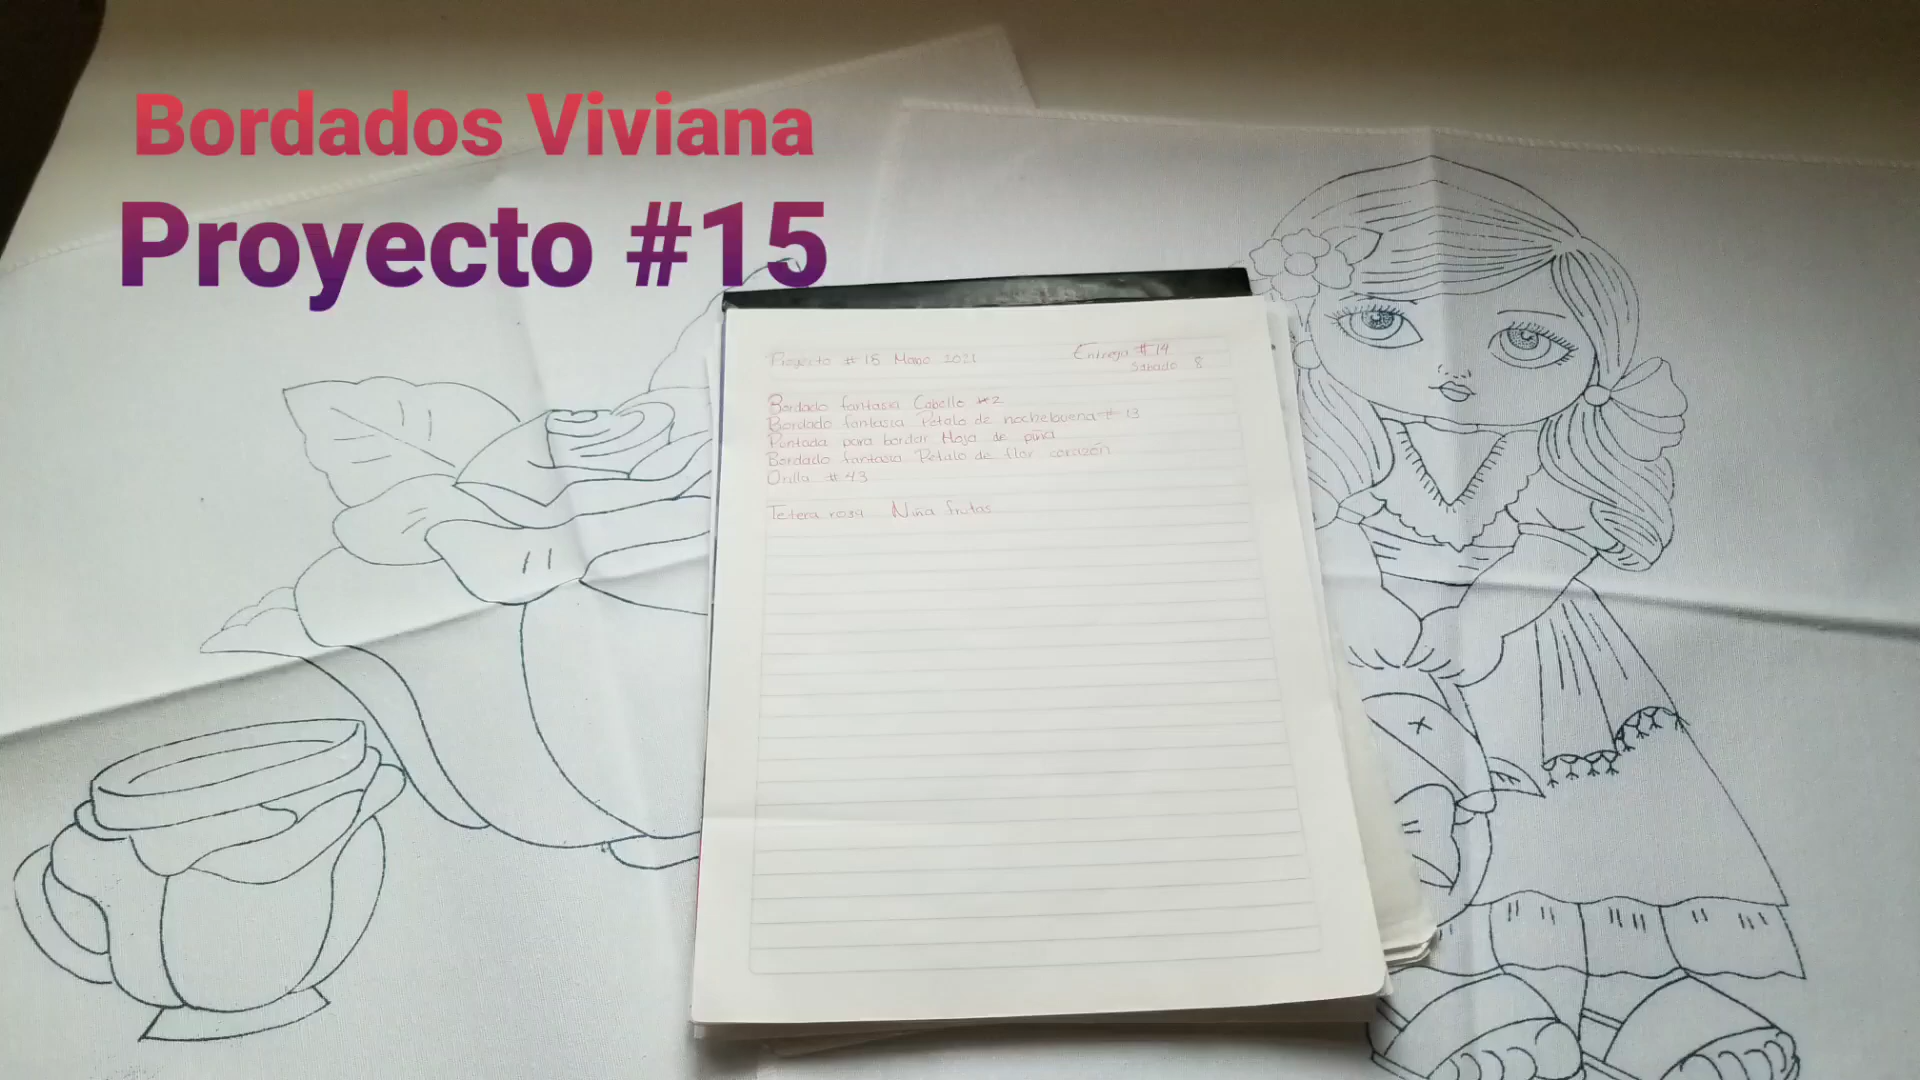 Bordados Viviana
Proyecto #15
Proyecto # 15 Mayo 2021
Entrega # 14
Sabado 8
Bordado fantasia Cabello #2
Bordado fantasia Petalo de nochebuena # 13
Puntada para bordar Hoja de piña
Bordado fantasia Petalo de flor corazón
Orilla # 43
Tetera rosa Niña frutas